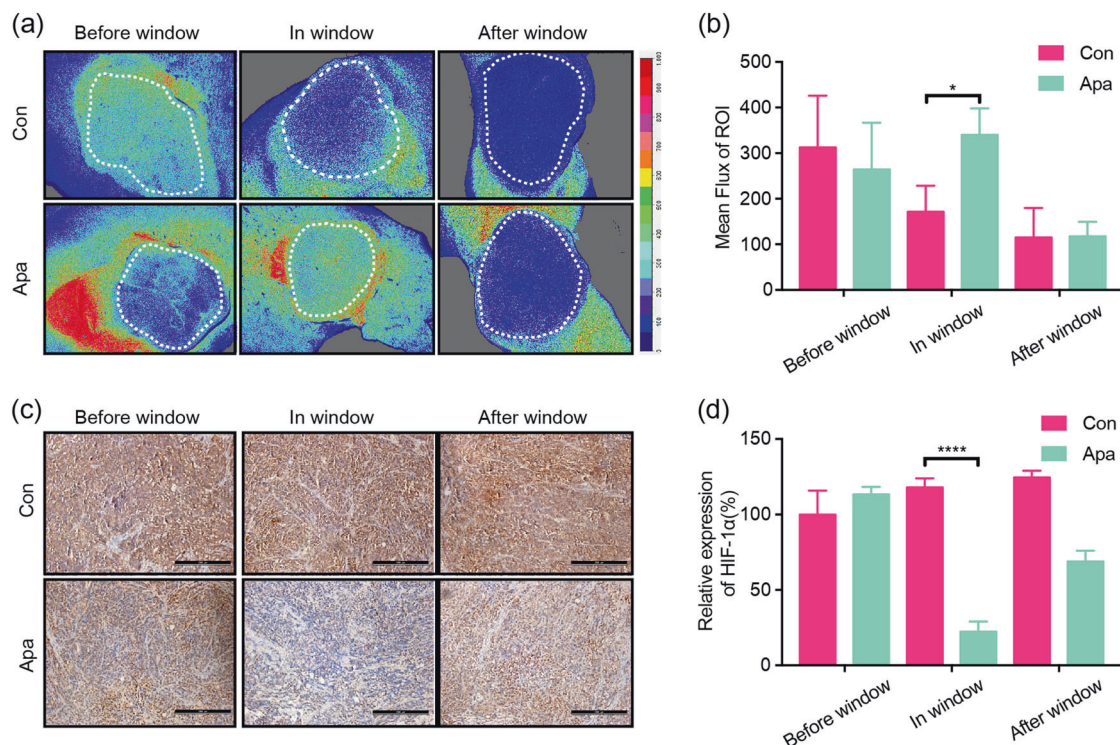 (a)
Before window
In window
After window
Con
Apa
(b)
Con
Apa
Mean Flux of ROI
500
400
300
200
100
0
*
Before window
In window
After window
(c)
Before window
In window
After window
Con
Apa
(d)
Con
Apa
Relative expression
of HIF-1α(%)
150
100
50
0
****
Before window
In window
After window